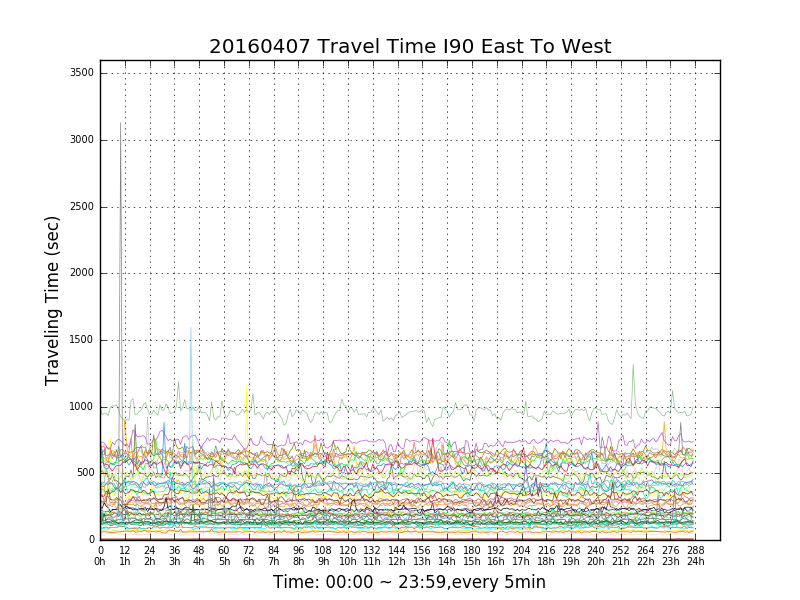 20160407 Travel Time I90 East To West
Traveling Time (sec)
3500
3000
2500
2000
1500
1000
500
0
0 12 24 36 48 60 72 84 96 108 120 132 144 156 168 180 192 204 216 228 240 252 264 276 288
0h 1h 2h 3h 4h 5h 6h 7h 8h 9h 10h 11h 12h 13h 14h 15h 16h 17h 18h 19h 20h 21h 22h 23h 24h
Time: 00:00 ~ 23:59,every 5min